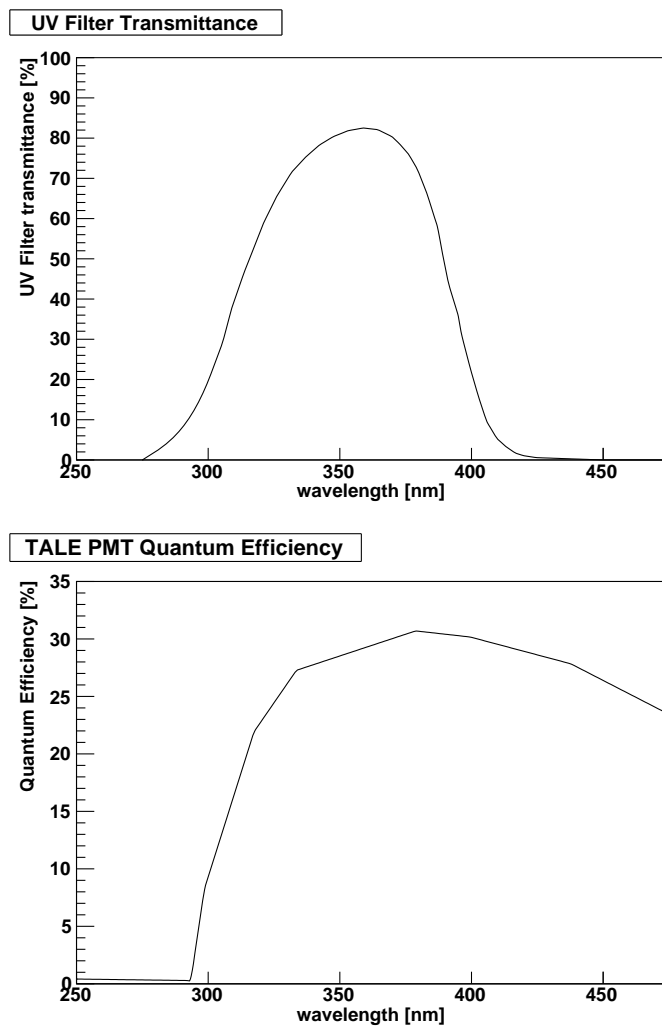 UV Filter Transmittance
UV Filter transmittance [%]
100
90
80
70
60
50
40
30
20
10
0
250 300 350 400 450
wavelength [nm]
TALE PMT Quantum Efficiency
Quantum Efficiency [%]
35
30
25
20
15
10
5
0
250 300 350 400 450
wavelength [nm]